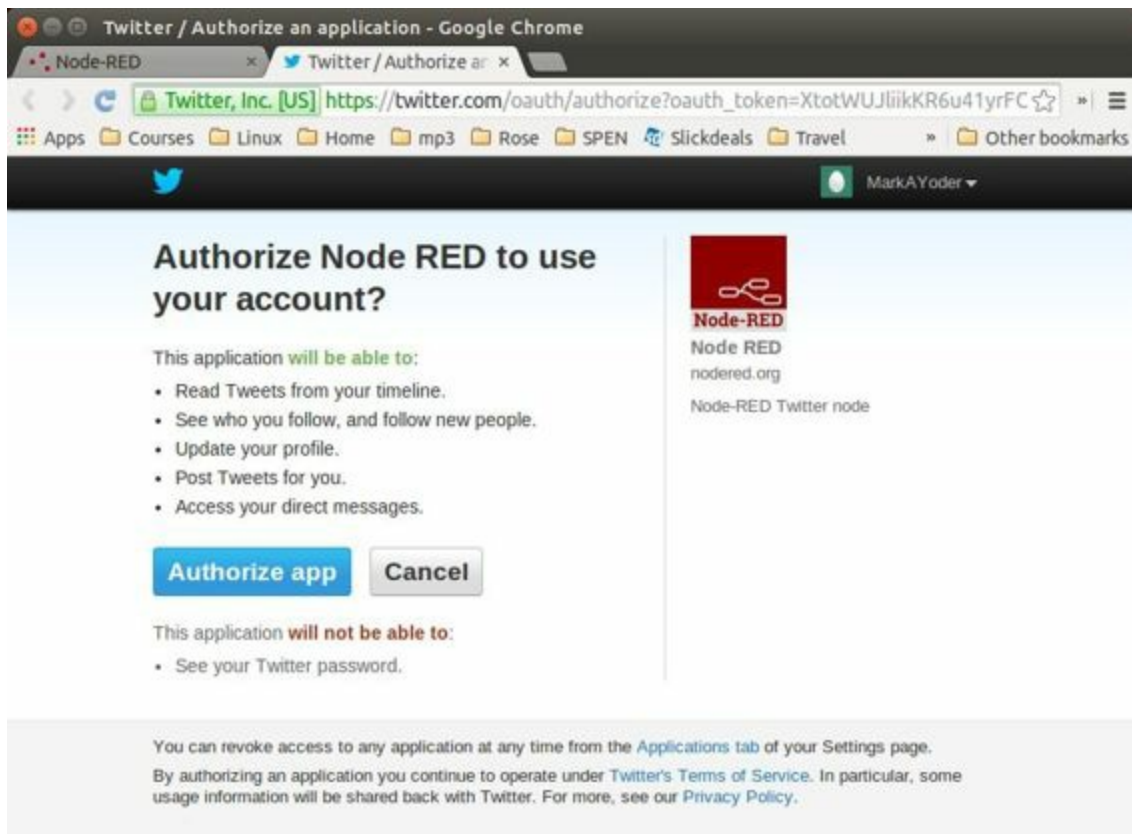 Twitter / Authorize an application - Google Chrome
Node-RED
Twitter / Authorize ar
Twitter, Inc. [US] https://twitter.com/oauth/authorize?oauth_token=XtotWUJliikKR6u41yrFC
Apps Courses Linux Home mp3 Rose SPEN Slickdeals Travel » Other bookmarks
MarkAYoder
Authorize Node RED to use
your account?
This application will be able to:
• Read Tweets from your timeline.
• See who you follow, and follow new people.
• Update your profile.
• Post Tweets for you.
• Access your direct messages.
Authorize app Cancel
This application will not be able to:
• See your Twitter password.
Node-RED
Node RED
nodered.org
Node-RED Twitter node
You can revoke access to any application at any time from the Applications tab of your Settings page.
By authorizing an application you continue to operate under Twitter's Terms of Service. In particular, some
usage information will be shared back with Twitter. For more, see our Privacy Policy.